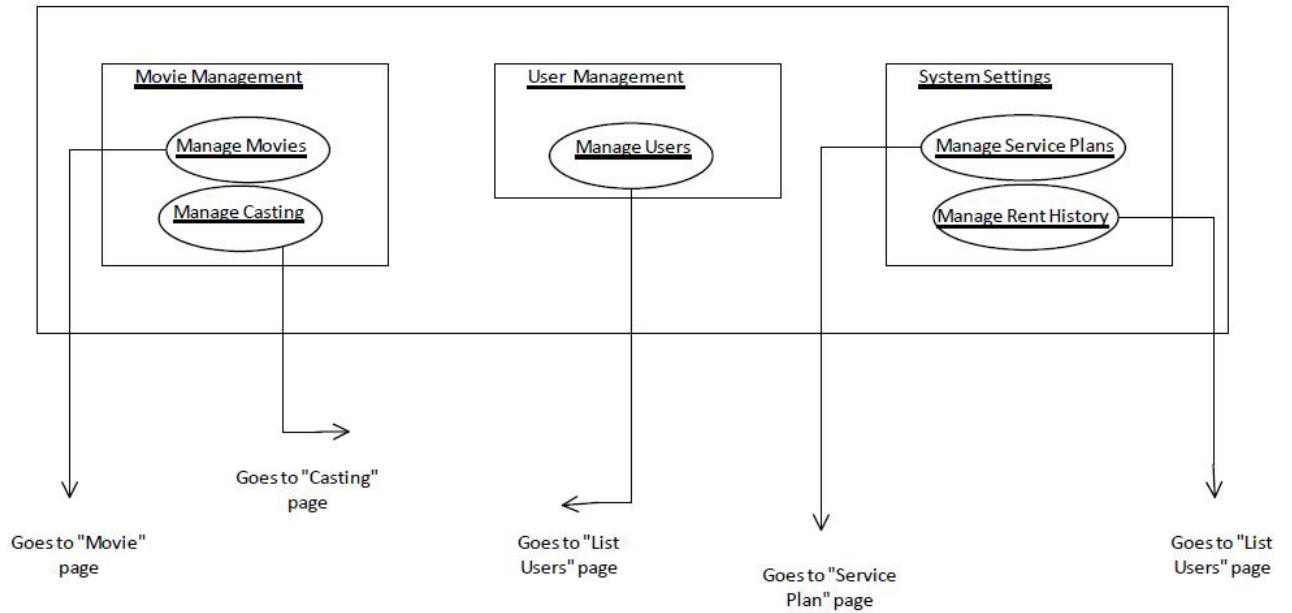 Movie Management
Manage Movies
Manage Casting
User Management
Manage Users
System Settings
Manage Service Plans
Manage Rent History
Goes to "Movie"
page
Goes to "Casting"
page
Goes to "List
Users" page
Goes to "Service
Plan" page
Goes to "List
Users" page